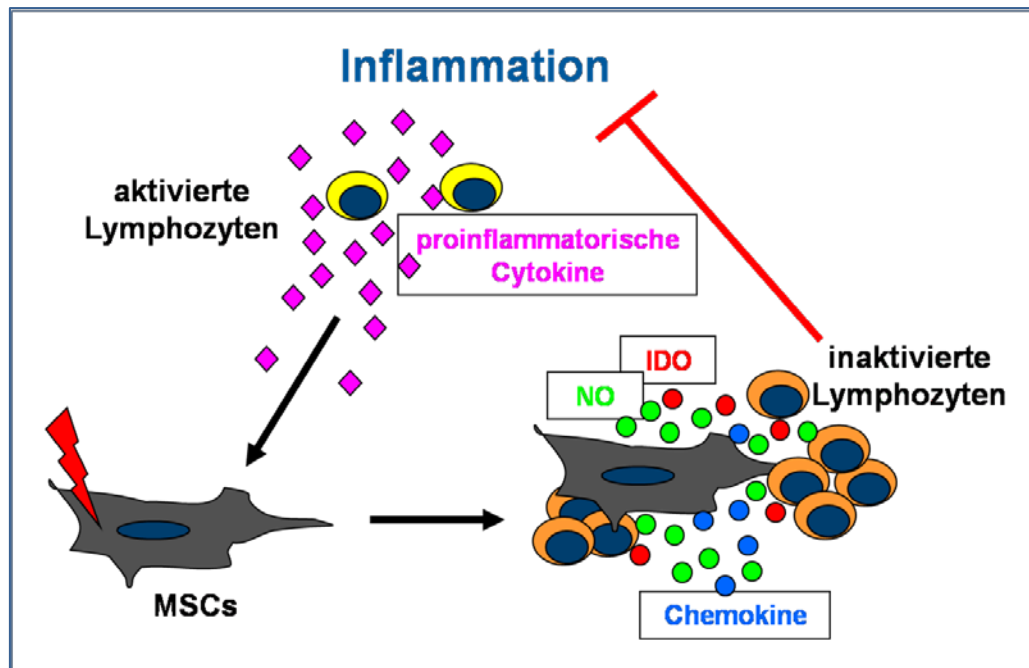 Inflammation
aktivierte
Lymphozyten
proinflammatorische
Cytokine
IDO
NO
inaktivierte
Lymphozyten
MSCs
Chemokine